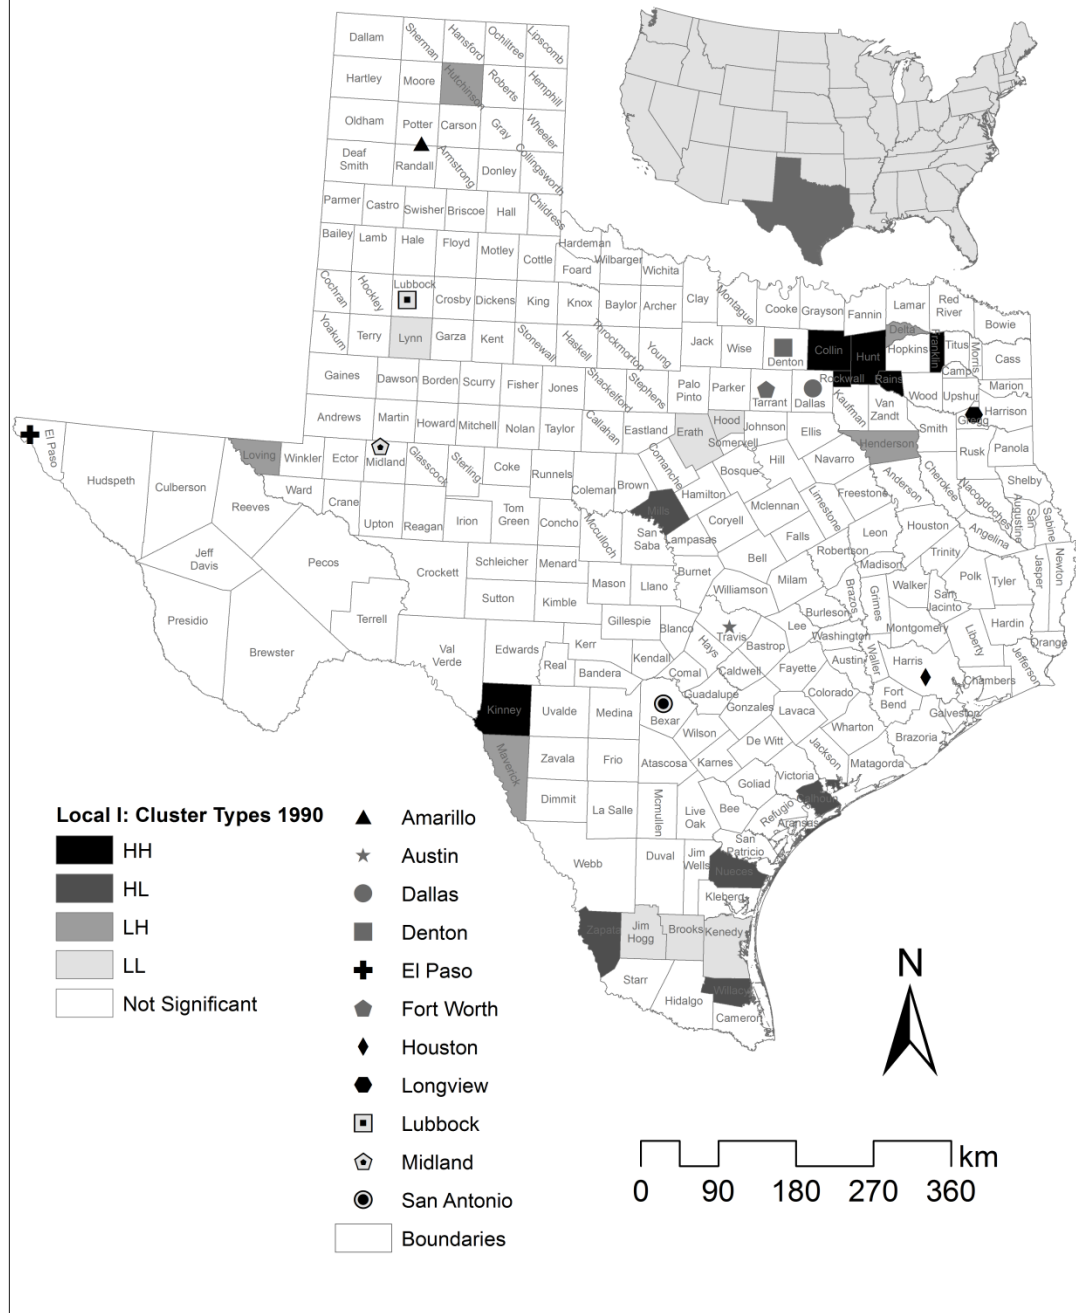 Dallam
Sherman
Hansford
Ochiltree
Lipscomb
Hartley
Moore
Hutchinson
Roberts
Hemphill
Oldham
Potter
Carson
Gray
Wheeler
Deaf
Smith
Randall
Armstrong
Donley
Collingsworth
Parmer
Castro
Swisher
Briscoe
Hall
Childress
Bailey
Lamb
Hale
Floyd
Motley
Cottle
Hardeman
Foard
Wilbarger
Wichita
Cochran
Hockley
Lubbock
Crosby
Dickens
King
Knox
Baylor
Archer
Clay
Montague
Cooke
Grayson
Fannin
Lamar
Red
River
Bowie
Yoakum
Terry
Lynn
Garza
Kent
Stonewall
Haskell
Throckmorton
Young
Jack
Wise
Denton
Collin
Hunt
Delta
Hopkins
Franklin
Titus
Morris
Cass
Camp
Gaines
Dawson
Borden
Scurry
Fisher
Jones
Shackelford
Stephens
Palo
Pinto
Parker
Tarrant
Dallas
Rockwall
Kaufman
Rains
Van
Zandt
Wood
Upshur
Marion
Harrison
Gregg
Smith
Andrews
Martin
Howard
Mitchell
Nolan
Taylor
Callahan
Eastland
Erath
Hood
Somervell
Johnson
Ellis
Henderson
Rusk
Panola
El Paso
Hudspeth
Culberson
Reeves
Loving
Winkler
Ector
Midland
Glasscock
Sterling
Coke
Runnels
Coleman
Brown
Comanche
Bosque
Hill
Navarro
Anderson
Cherokee
Nacogdoches
Shelby
Ward
Crane
Upton
Reagan
Irion
Tom
Green
Concho
Mcculloch
San
Saba
Mills
Hamilton
Lampasas
Coryell
Mclennan
Limestone
Freestone
Falls
Leon
Houston
Angelina
San
Augustine
Sabine
Jeff
Davis
Pecos
Crockett
Schleicher
Menard
Mason
Llano
Burnet
Bell
Milam
Robertson
Madison
Trinity
Polk
Tyler
Jasper
Newton
Presidio
Brewster
Terrell
Sutton
Kimble
Gillespie
Blanco
Williamson
Travis
Lee
Burleson
Brazos
Grimes
Walker
San
Jacinto
Hardin
Val
Verde
Edwards
Real
Kerr
Bandera
Kendall
Hays
Comal
Caldwell
Bastrop
Fayette
Washington
Austin
Waller
Montgomery
Harris
Liberty
Chambers
Jefferson
Orange
Kinney
Uvalde
Medina
Bexar
Guadalupe
Gonzales
Lavaca
Colorado
Fort
Bend
Galveston
Maverick
Zavala
Frio
Atascosa
Wilson
Karnes
De Witt
Jackson
Wharton
Matagorda
Brazoria
Dimmit
La Salle
Mcmullen
Live
Oak
Bee
Goliad
Victoria
Calhoun
Refugio
Aransas
Webb
Duval
Jim
Wells
San
Patricio
Nueces
Kleberg
Zapata
Jim
Hogg
Brooks
Kenedy
Starr
Hidalgo
Willacy
Cameron
Local I: Cluster Types 1990
HH
HL
LH
LL
Not Significant
Amarillo
Austin
Dallas
Denton
El Paso
Fort Worth
Houston
Longview
Lubbock
Midland
San Antonio
Boundaries
N
km
0 90 180 270 360